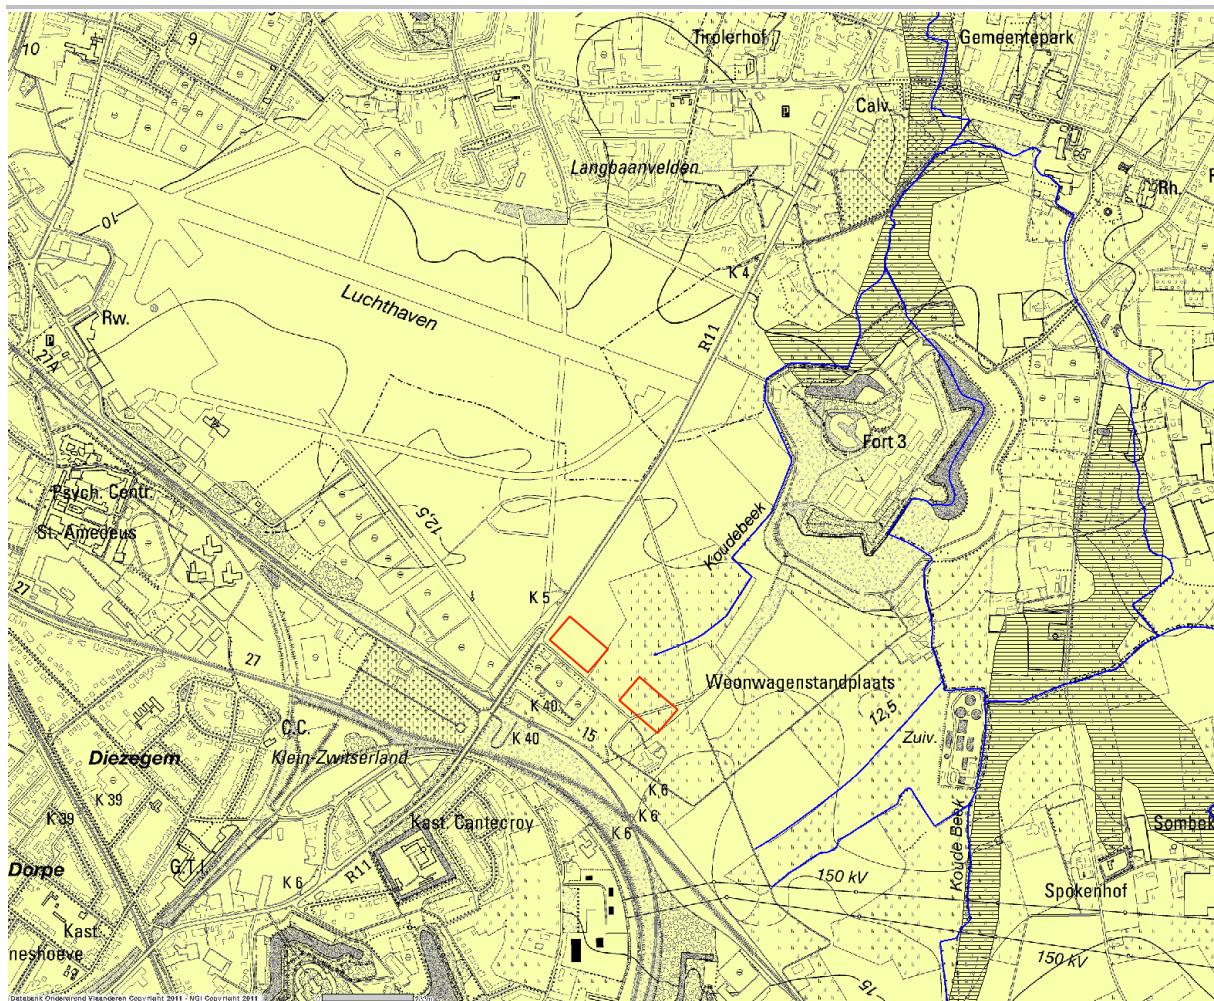 Tirolerhof
Gemeentepark
10
9
P
Calv.
Langbaanvelden
Rh.
10
K 4
Luchthaven
Rw.
R11
P
27A
Fort 3
Psych. Centr.
St. Amedeus
12,5
Koudebeek
27
K 5
27
Woonwagenstandplaats
K 40
12,5
C.C.
K 40
15
Zuiv.
Diezegem
Klein-Zwitserland
K 39
K 6
K 39
Kast. Cantecroy
K 6
K 6
Koude Beek
Sombek
G.T.I.
R11
Dorpe
K 6
150 kV
Spokenhof
Kast.
neshoeve
150 kV
15
Databank Ondergrond Vlaanderen Copyright 2011 - NGI Copyright 2011